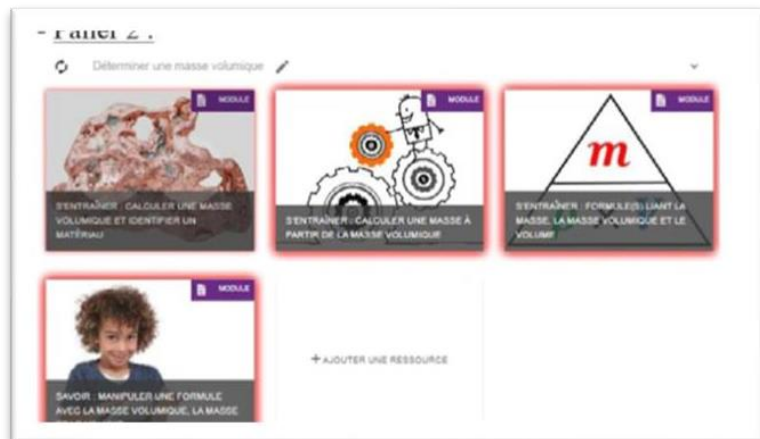 - Palier 2 :
Déterminer une masse volumique
MODULE
S'ENTRAÎNER : CALCULER UNE MASSE
VOLUMIQUE ET IDENTIFIER UN
MATÉRIAU
MODULE
S'ENTRAÎNER : CALCULER UNE MASSE À
PARTIR DE LA MASSE VOLUMIQUE
MODULE
m
S'ENTRAÎNER : FORMULE(S) LIANT LA
MASSE, LA MASSE VOLUMIQUE ET LE
VOLUME
MODULE
SAVOIR : MANIPULER UNE FORMULE
AVEC LA MASSE VOLUMIQUE, LA MASSE
+ AJOUTER UNE RESSOURCE